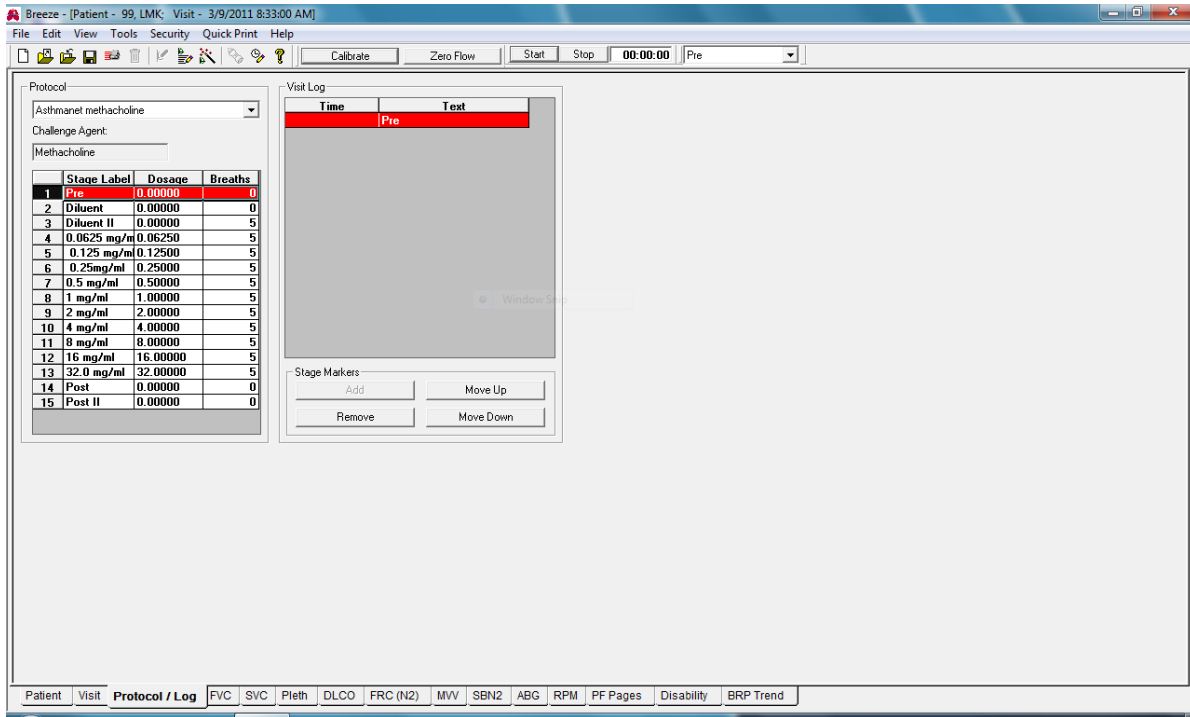 Breeze - [Patient - 99, LMK; Visit - 3/9/2011 8:33:00 AM]
File Edit View Tools Security Quick Print Help
Calibrate Zero Flow Start Stop 00:00:00 Pre
Protocol
Asthmanet methacholine
Challenge Agent:
Methacholine
Stage Label Dosage Breaths
1 Pre 0.00000 0
2 Diluent 0.00000 0
3 Diluent II 0.00000 5
4 0.0625 mg/m 0.06250 5
5 0.125 mg/ml 0.12500 5
6 0.25mg/ml 0.25000 5
7 0.5 mg/ml 0.50000 5
8 1 mg/ml 1.00000 5
9 2 mg/ml 2.00000 5
10 4 mg/ml 4.00000 5
11 8 mg/ml 8.00000 5
12 16 mg/ml 16.00000 5
13 32.0 mg/ml 32.00000 5
14 Post 0.00000 0
15 Post II 0.00000 0
Visit Log
Time Text
Pre
Window Snip
Stage Markers
Add Move Up
Remove Move Down
Patient Visit Protocol / Log FVC SVC Pleth DLCO FRC (N2) MVV SBN2 ABG RPM PF Pages Disability BRP Trend